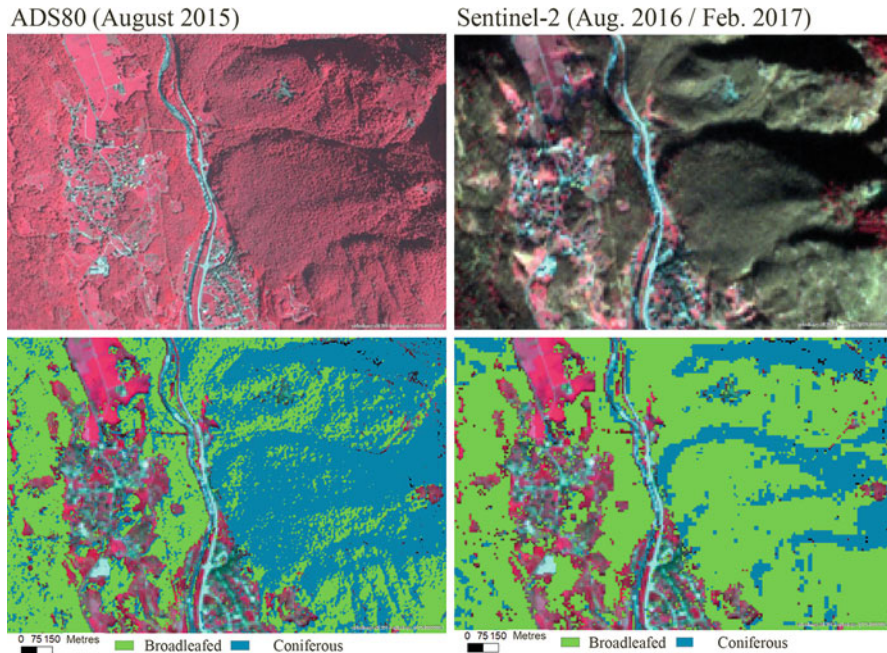 ADS80 (August 2015)
Sentinel-2 (Aug. 2016 / Feb. 2017)
0 75 150 Metres
Broadleafed
Coniferous
0 75 150 Metres
Broadleafed
Coniferous